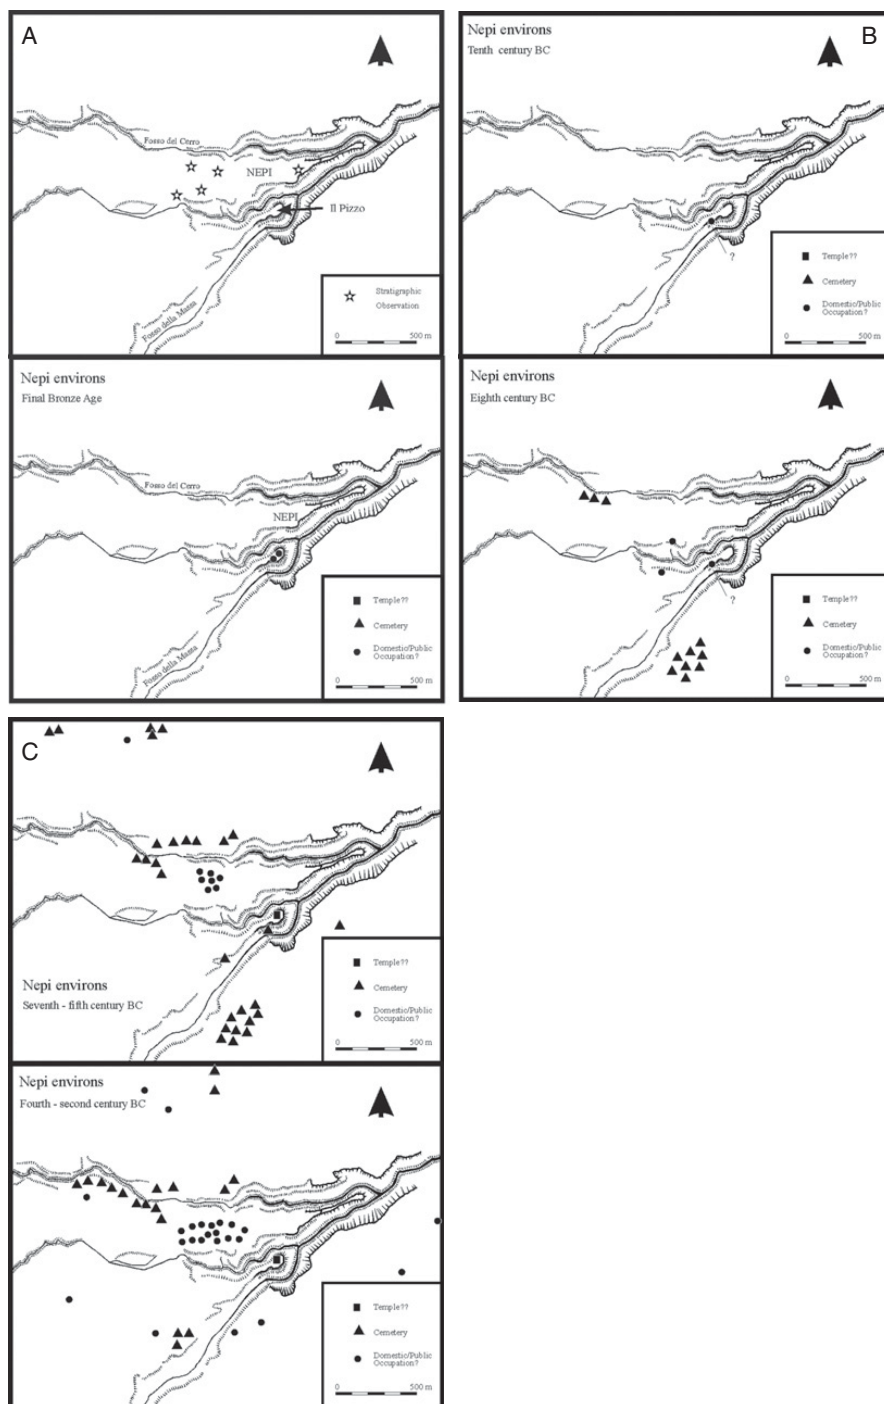 A
Fosso del Cerro
NEPI
Il Pizzo
Fosso della Massa
Stratigraphic
Observation
0 500 m
Nepi environs
Final Bronze Age
Fosso del Cerro
NEPI
Fosso della Massa
Temple??
Cemetery
Domestic/Public
Occupation?
0 500 m
Nepi environs
Tenth century BC
B
?
Temple??
Cemetery
Domestic/Public
Occupation?
0 500 m
Nepi environs
Eighth century BC
?
Temple??
Cemetery
Domestic/Public
Occupation?
0 500 m
C
Nepi environs
Seventh - fifth century BC
Temple??
Cemetery
Domestic/Public
Occupation?
0 500 m
Nepi environs
Fourth - second century BC
Temple??
Cemetery
Domestic/Public
Occupation?
0 500 m